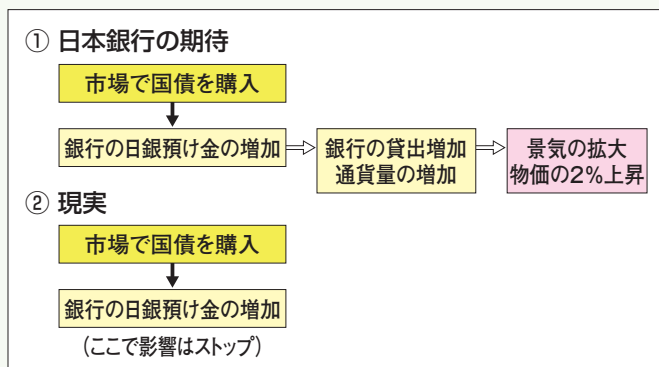 ① 日本銀行の期待
市場で国債を購入
銀行の日銀預け金の増加
銀行の貸出増加
通貨量の増加
景気の拡大
物価の2%上昇
② 現実
市場で国債を購入
銀行の日銀預け金の増加
(ここで影響はストップ)